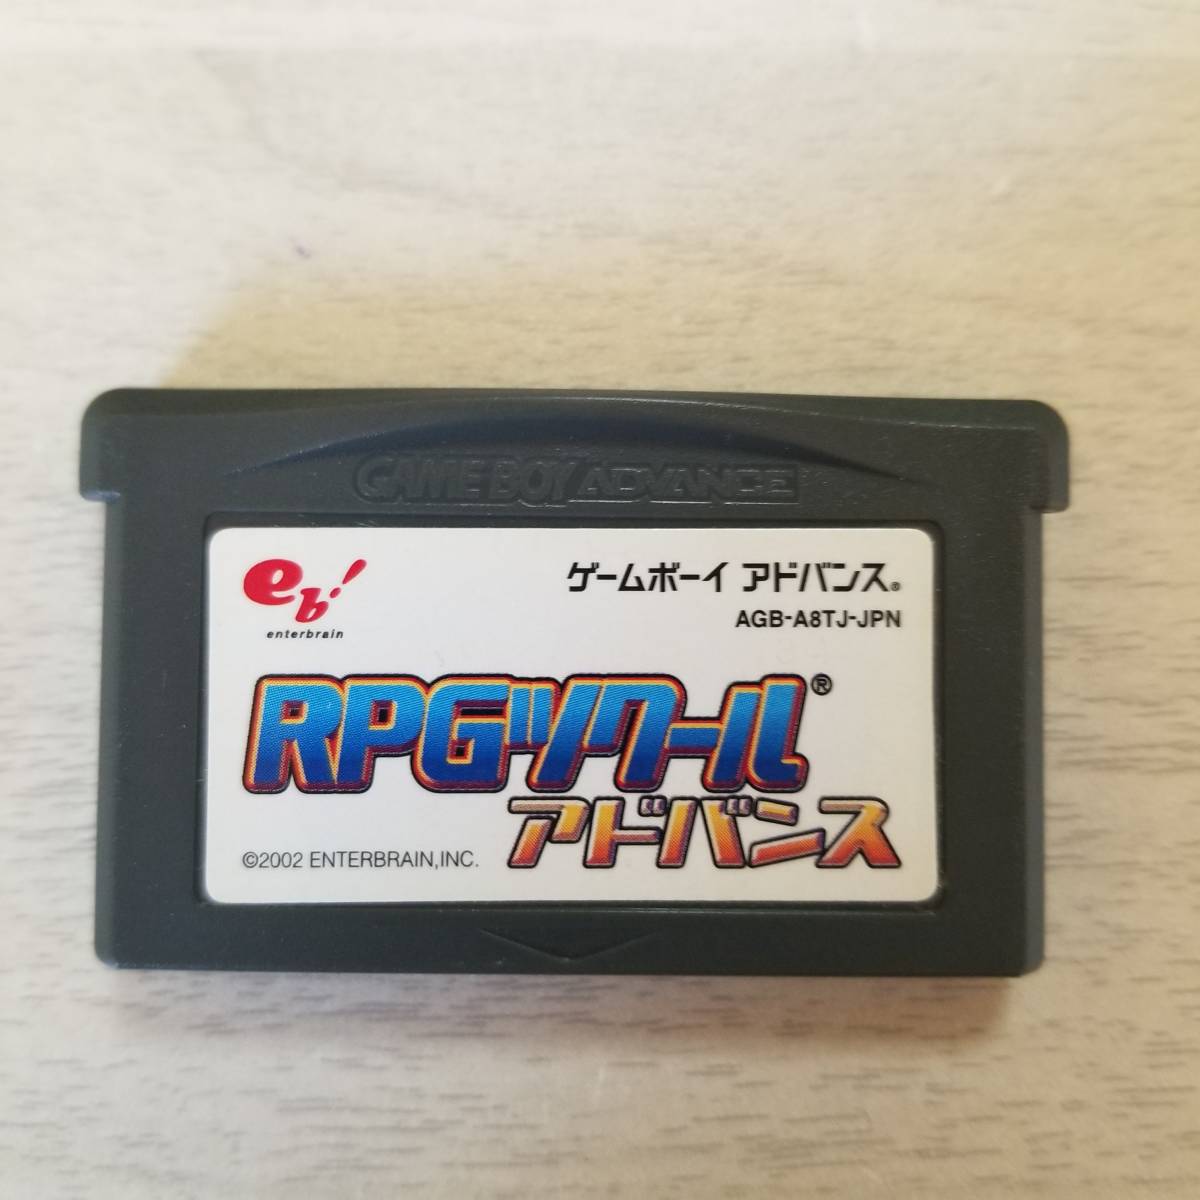 GAME BOY ADVANCE
eb!
enterbrain
ゲームボーイ アドバンス®
AGB-A8TJ-JPN
RPGツクール®
アドバンス
©2002 ENTERBRAIN,INC.